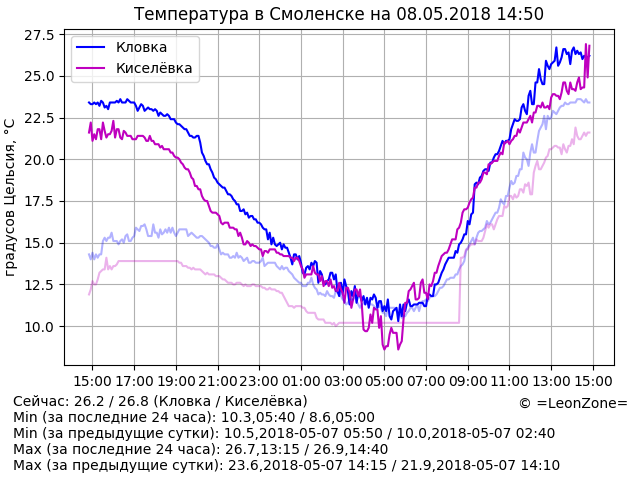 Температура в Смоленске на 08.05.2018 14:50
градусов Цельсия, °C
27.5
25.0
22.5
20.0
17.5
15.0
12.5
10.0
Кловка
Киселёвка
15:00 17:00 19:00 21:00 23:00 01:00 03:00 05:00 07:00 09:00 11:00 13:00 15:00
Сейчас: 26.2 / 26.8 (Кловка / Киселёвка)
© =LeonZone=
Min (за последние 24 часа): 10.3,05:40 / 8.6,05:00
Min (за предыдущие сутки): 10.5,2018-05-07 05:50 / 10.0,2018-05-07 02:40
Max (за последние 24 часа): 26.7,13:15 / 26.9,14:40
Max (за предыдущие сутки): 23.6,2018-05-07 14:15 / 21.9,2018-05-07 14:10